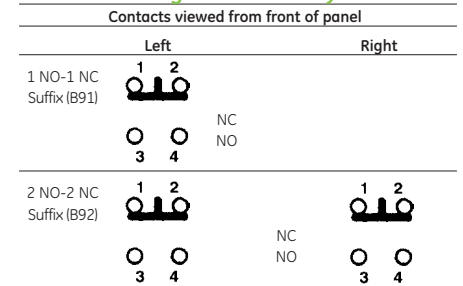 Contacts viewed from front of panel
Left Right
1 NO-1 NC
Suffix (B91)
1 2
NC
NO
3 4
2 NO-2 NC
Suffix (B92)
1 2 1 2
NC
NO
3 4 3 4